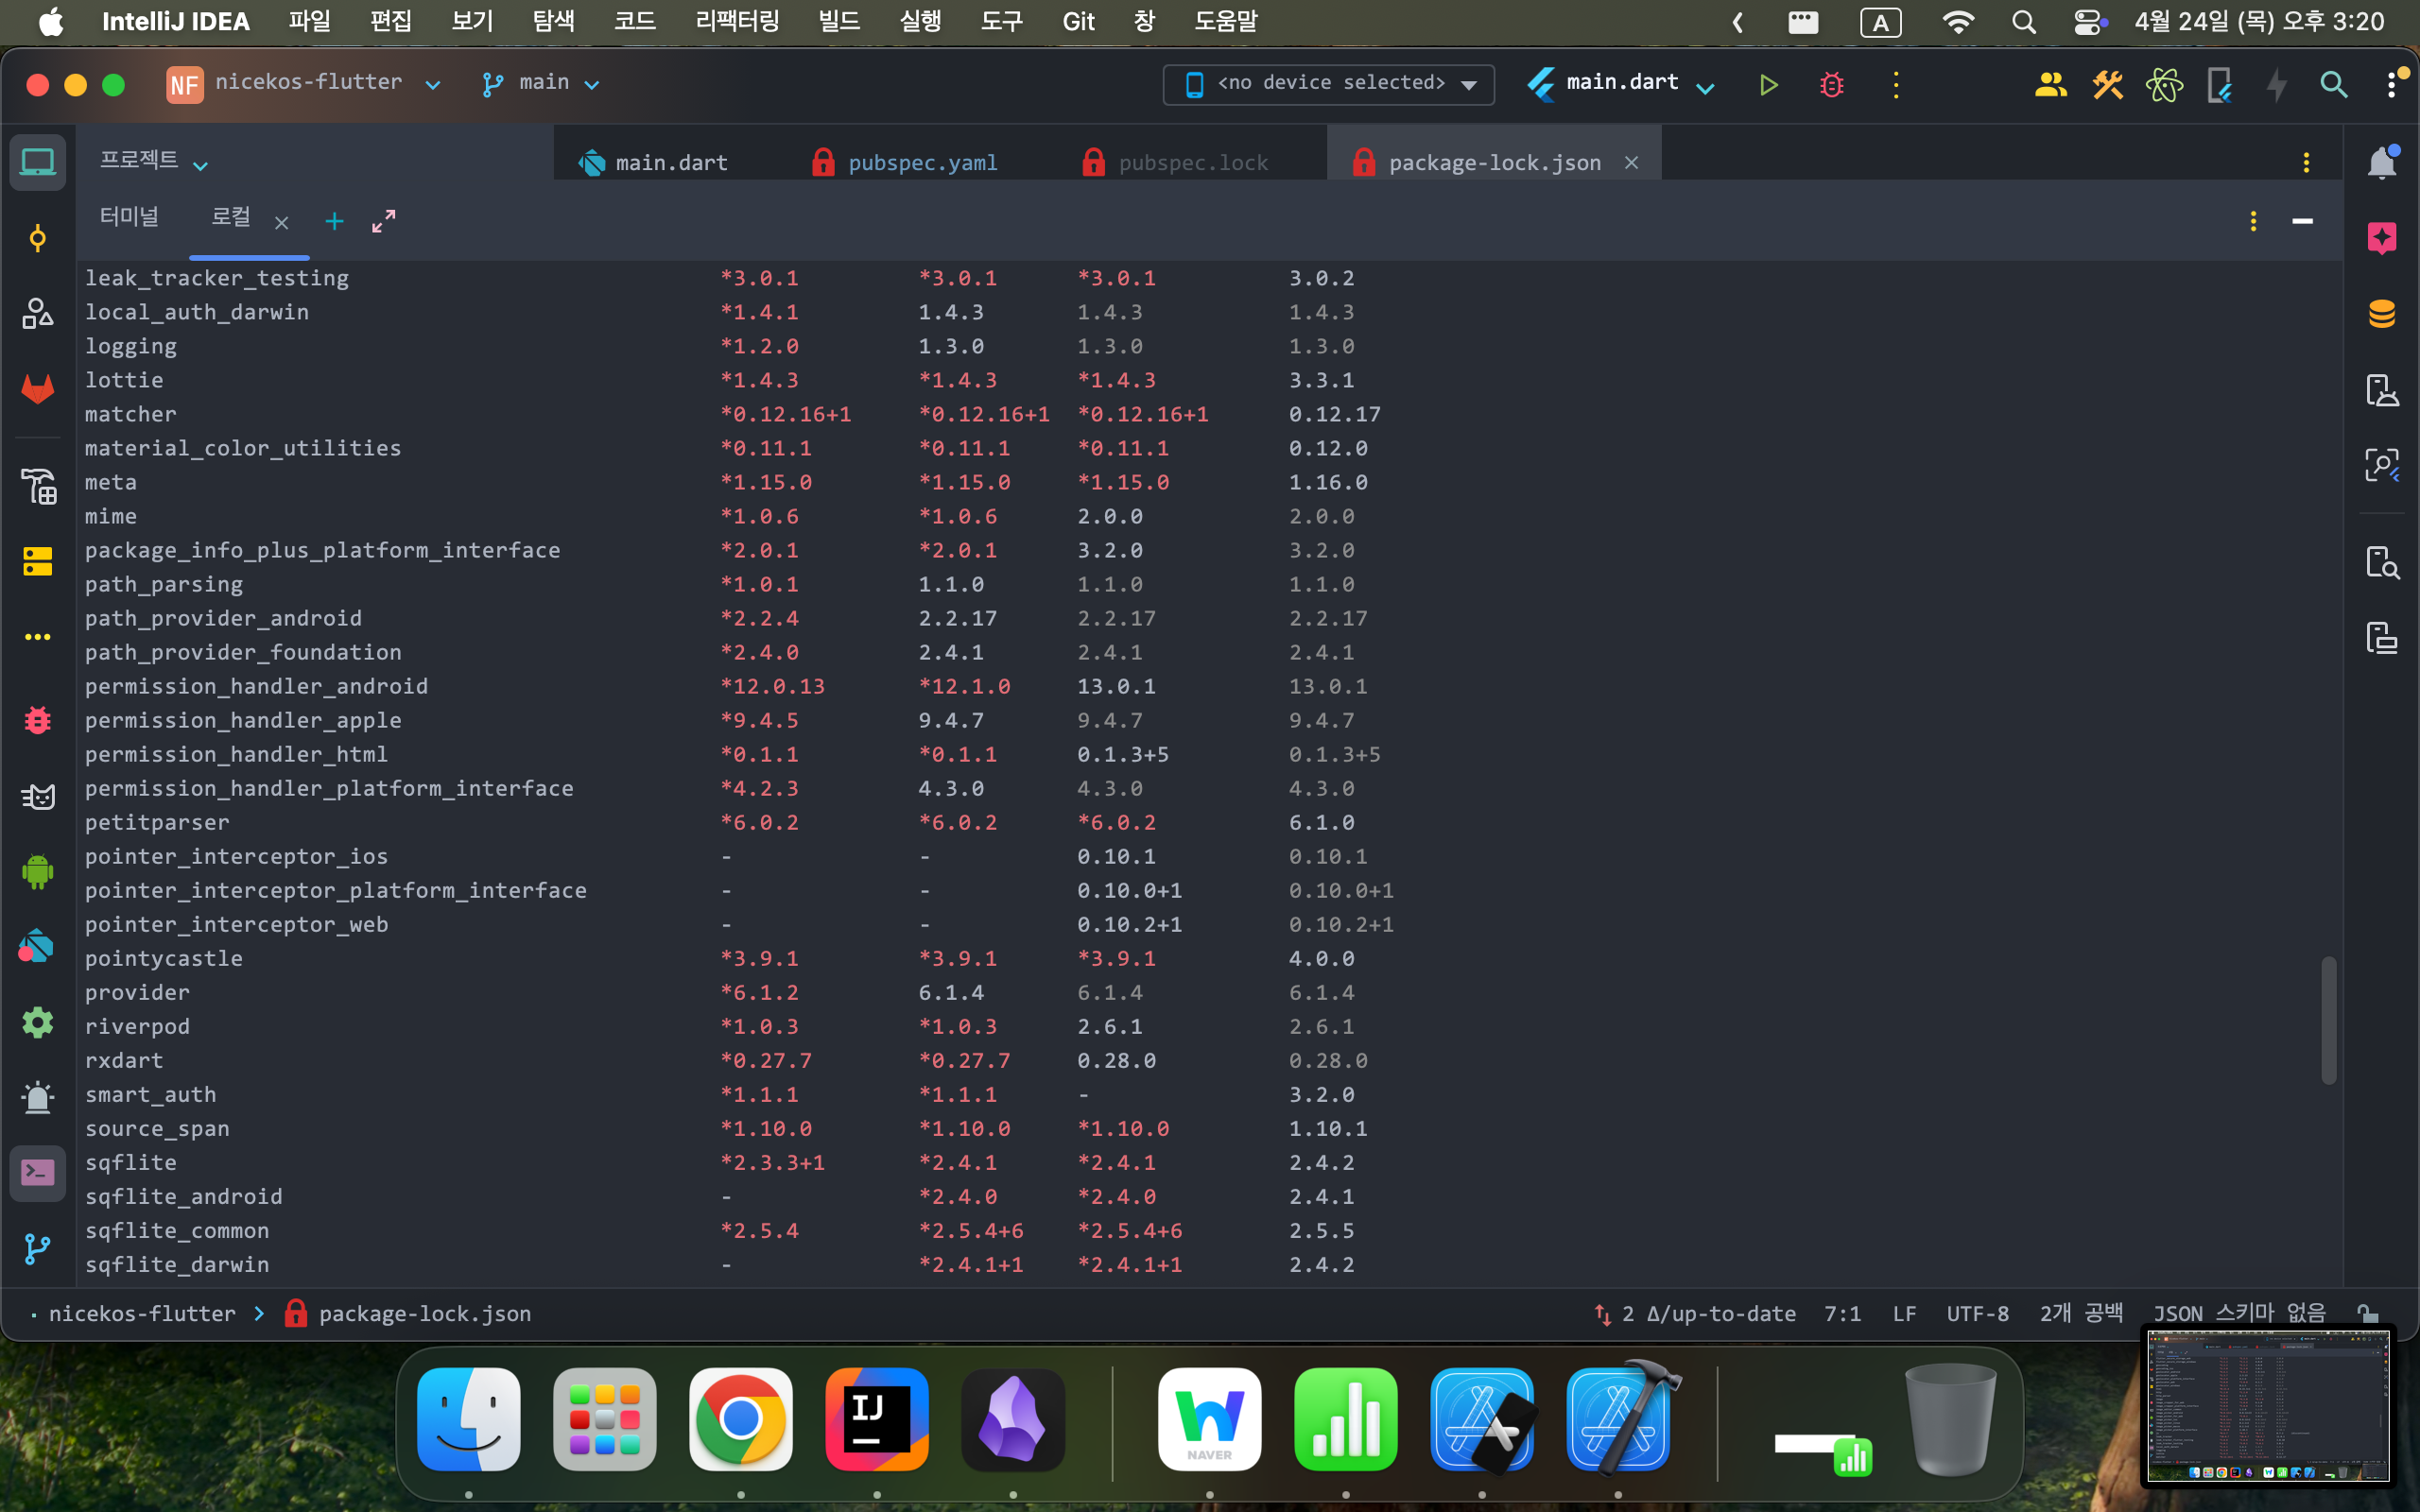 IntelliJ IDEA 파일 편집 보기 탐색 코드 리팩터링 빌드 실행 도구 Git 창 도움말 A 4월 24일 (목) 오후 3:20
NF nicekos-flutter main <no device selected> main.dart
프로젝트 main.dart pubspec.yaml pubspec.lock package-lock.json
터미널 로컬
leak_tracker_testing *3.0.1 *3.0.1 *3.0.1 3.0.2
local_auth_darwin *1.4.1 1.4.3 1.4.3 1.4.3
logging *1.2.0 1.3.0 1.3.0 1.3.0
lottie *1.4.3 *1.4.3 *1.4.3 3.3.1
matcher *0.12.16+1 *0.12.16+1 *0.12.16+1 0.12.17
material_color_utilities *0.11.1 *0.11.1 *0.11.1 0.12.0
meta *1.15.0 *1.15.0 *1.15.0 1.16.0
mime *1.0.6 *1.0.6 2.0.0 2.0.0
package_info_plus_platform_interface *2.0.1 *2.0.1 3.2.0 3.2.0
path_parsing *1.0.1 1.1.0 1.1.0 1.1.0
path_provider_android *2.2.4 2.2.17 2.2.17 2.2.17
path_provider_foundation *2.4.0 2.4.1 2.4.1 2.4.1
permission_handler_android *12.0.13 *12.1.0 13.0.1 13.0.1
permission_handler_apple *9.4.5 9.4.7 9.4.7 9.4.7
permission_handler_html *0.1.1 *0.1.1 0.1.3+5 0.1.3+5
permission_handler_platform_interface *4.2.3 4.3.0 4.3.0 4.3.0
petitparser *6.0.2 *6.0.2 *6.0.2 6.1.0
pointer_interceptor_ios - - 0.10.1 0.10.1
pointer_interceptor_platform_interface - - 0.10.0+1 0.10.0+1
pointer_interceptor_web - - 0.10.2+1 0.10.2+1
pointycastle *3.9.1 *3.9.1 *3.9.1 4.0.0
provider *6.1.2 6.1.4 6.1.4 6.1.4
riverpod *1.0.3 *1.0.3 2.6.1 2.6.1
rxdart *0.27.7 *0.27.7 0.28.0 0.28.0
smart_auth *1.1.1 *1.1.1 - 3.2.0
source_span *1.10.0 *1.10.0 *1.10.0 1.10.1
sqflite *2.3.3+1 *2.4.1 *2.4.1 2.4.2
sqflite_android - *2.4.0 *2.4.0 2.4.1
sqflite_common *2.5.4 *2.5.4+6 *2.5.4+6 2.5.5
sqflite_darwin - *2.4.1+1 *2.4.1+1 2.4.2
nicekos-flutter package-lock.json 2 Δ/up-to-date 7:1 LF UTF-8 2개 공백 JSON 스키마 없음
IJ
NAVER